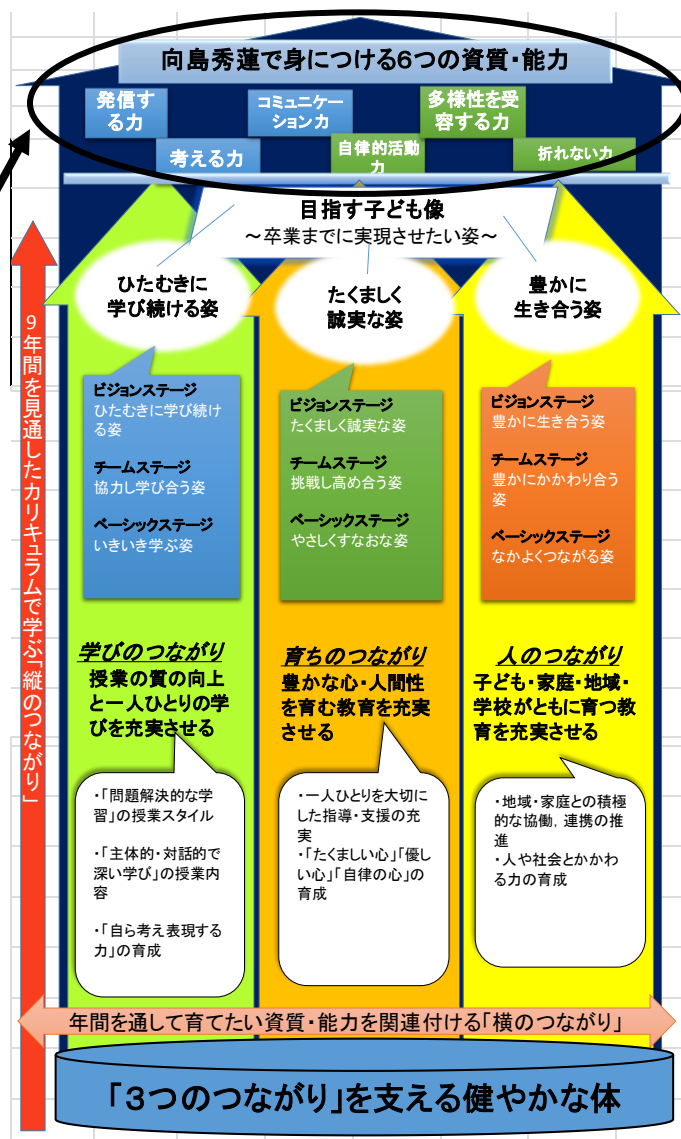 向島秀蓮で身につける6つの資質・能力
発信す
る力
コミュニケー
ション力
多様性を受
容する力
考える力
自律的活動
力
折れない力
目指す子ども像
～卒業までに実現させたい姿～
ひたむきに
学び続ける姿
たくましく
誠実な姿
豊かに
生き合う姿
9年間を見通したカリキュラムで学ぶ「縦のつながり」
ビジョンステージ
ひたむきに学び続け
る姿
チームステージ
協力し学び合う姿
ベーシックステージ
いきいき学ぶ姿
ビジョンステージ
たくましく誠実な姿
チームステージ
挑戦し高め合う姿
ベーシックステージ
やさしくすなおな姿
ビジョンステージ
豊かに生き合う姿
チームステージ
豊かにかかわり合う
姿
ベーシックステージ
なかよくつながる姿
学びのつながり
授業の質の向上
と一人ひとりの学
びを充実させる
育ちのつながり
豊かな心・人間性
を育む教育を充実
させる
人のつながり
子ども・家庭・地域・
学校がともに育つ教
育を充実させる
・「問題解決的な学
習」の授業スタイル
・「主体的・対話的で
深い学び」の授業内
容
・「自ら考え表現する
力」の育成
・一人ひとりを大切に
した指導・支援の充
実
・「たくましい心」「優し
い心」「自律の心」の
育成
・地域・家庭との積極
的な協働，連携の推
進
・人や社会とかかわ
る力の育成
年間を通して育てたい資質・能力を関連付ける「横のつながり」
「３つのつながり」を支える健やかな体